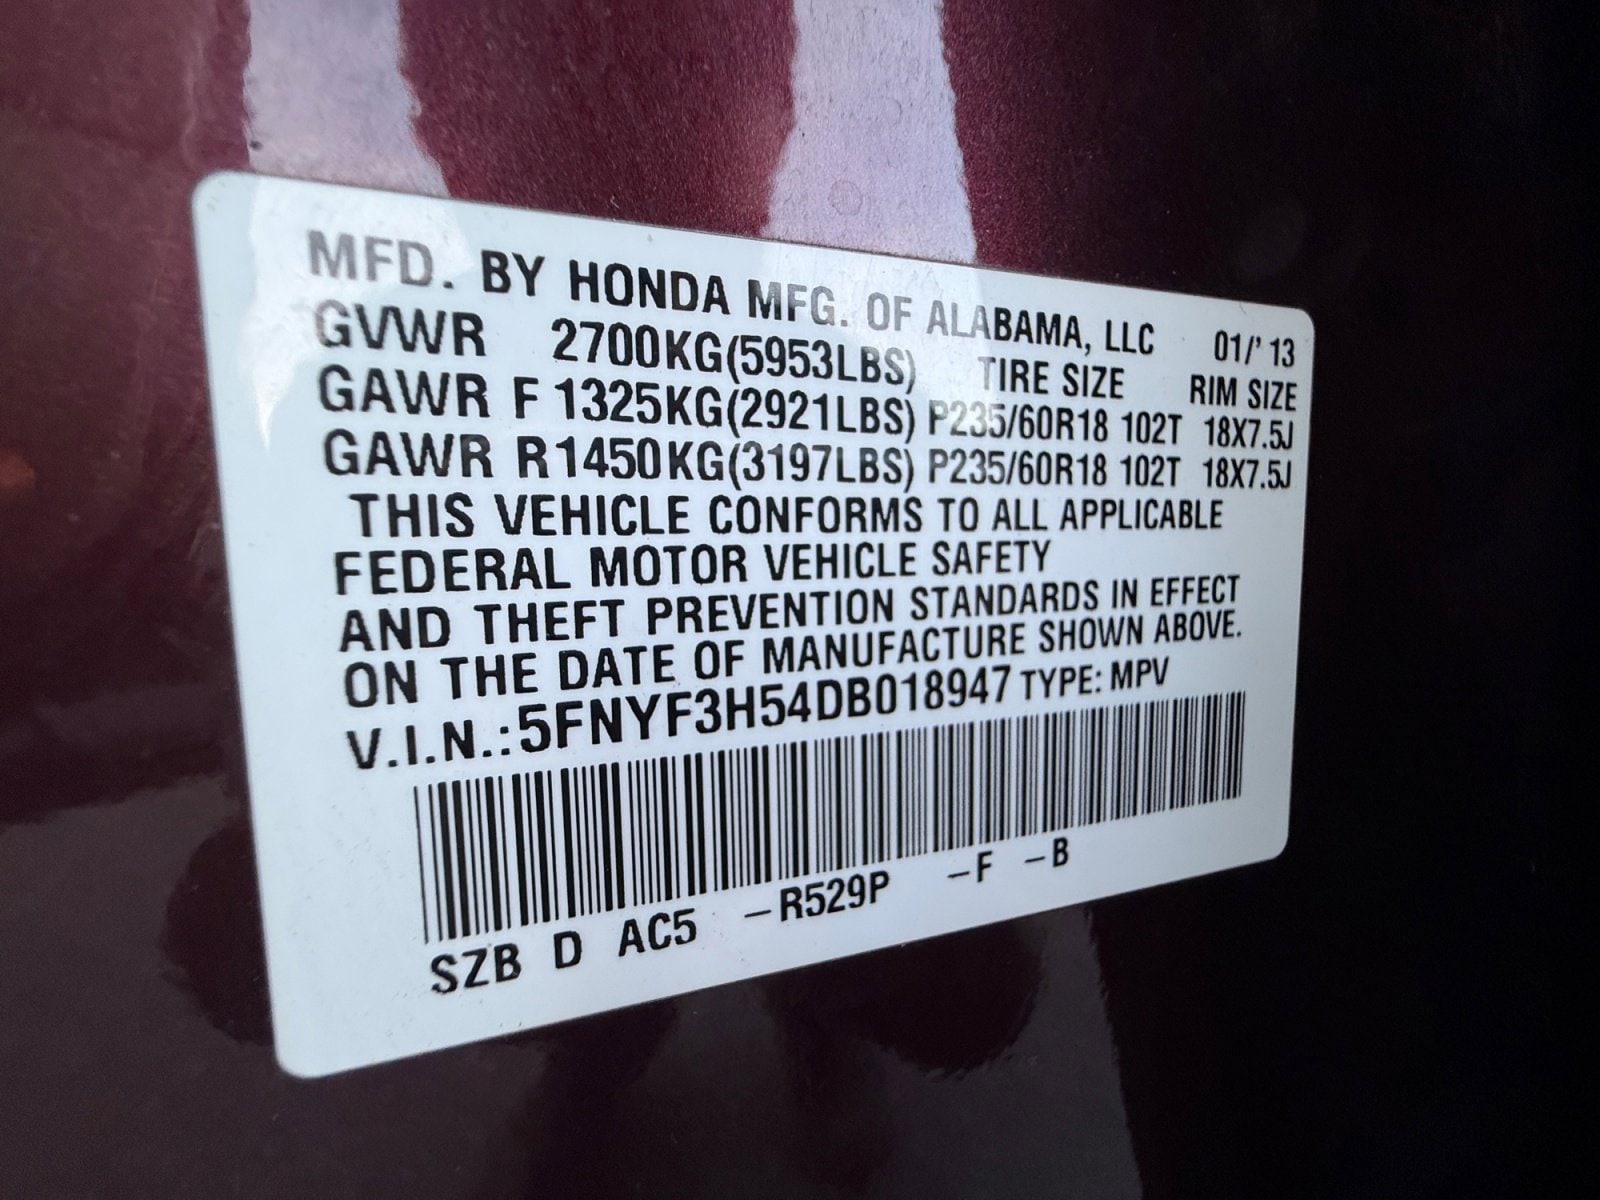 MFD. BY HONDA MFG. OF ALABAMA, LLC 01/' 13
GVWR 2700KG(5953LBS) TIRE SIZE RIM SIZE
GAWR F 1325KG(2921LBS) P235/60R18 102T 18X7.5J
GAWR R 1450KG(3197LBS) P235/60R18 102T 18X7.5J
THIS VEHICLE CONFORMS TO ALL APPLICABLE
FEDERAL MOTOR VEHICLE SAFETY
AND THEFT PREVENTION STANDARDS IN EFFECT
ON THE DATE OF MANUFACTURE SHOWN ABOVE.
V.I.N.:5FNYF3H54DB018947 TYPE: MPV
SZB D AC5 –R529P –F –B